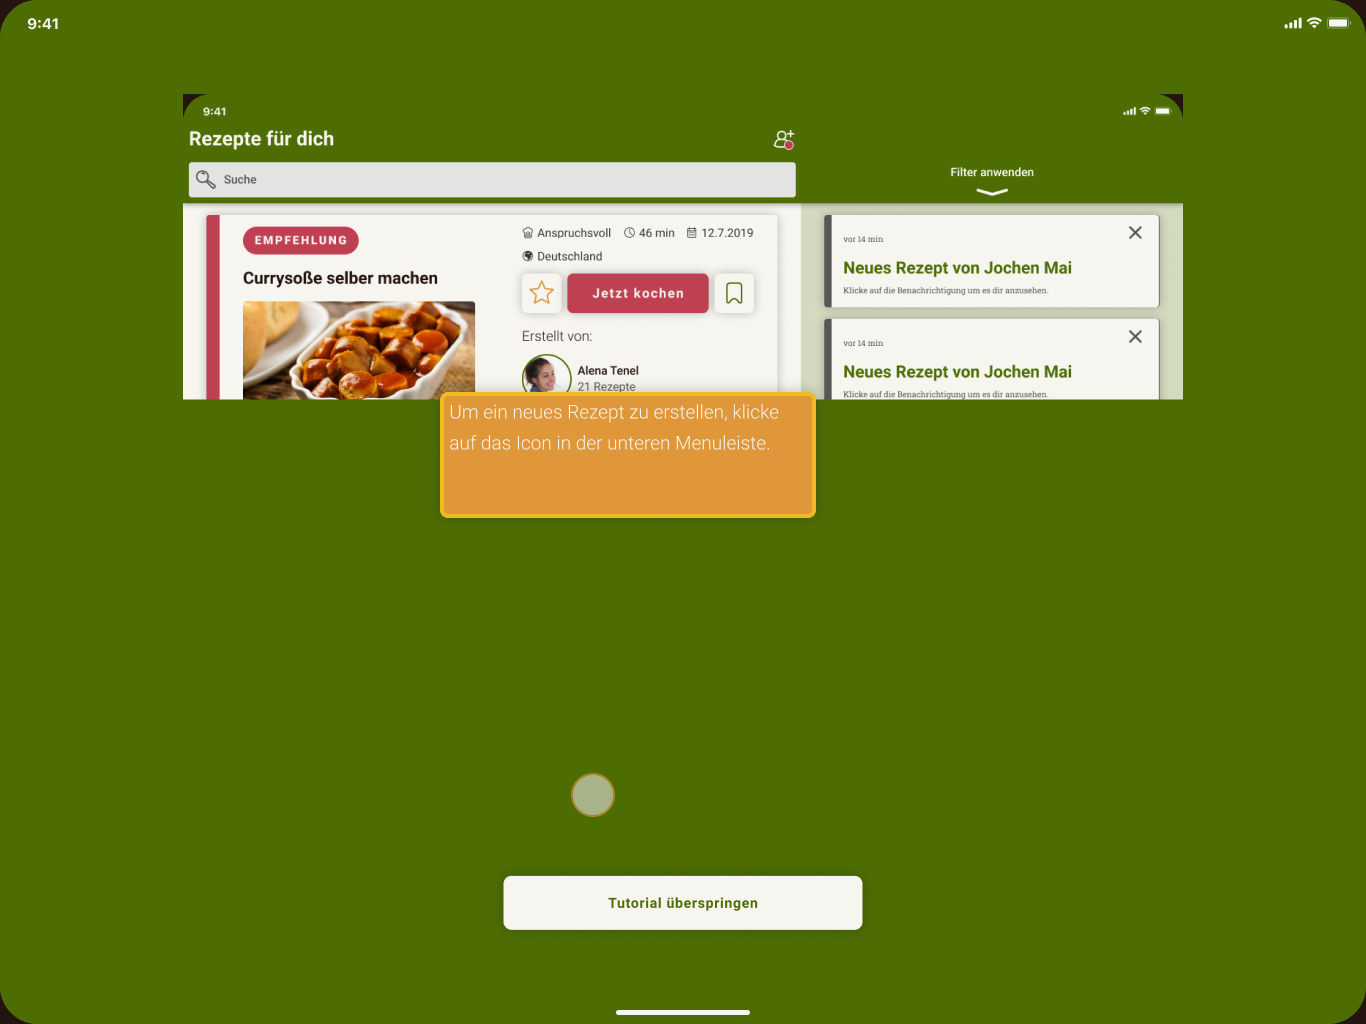 9:41
9:41
Rezepte für dich
Suche
Filter anwenden
EMPFEHLUNG
Currysoße selber machen
Anspruchsvoll 46 min 12.7.2019
Deutschland
Jetzt kochen
Erstellt von:
Alena Tenel
21 Rezepte
vor 14 min
Neues Rezept von Jochen Mai
Klicke auf die Benachrichtigung um es dir anzusehen.
vor 14 min
Neues Rezept von Jochen Mai
Klicke auf die Benachrichtigung um es dir anzusehen.
Um ein neues Rezept zu erstellen, klicke
auf das Icon in der unteren Menuleiste.
Tutorial überspringen